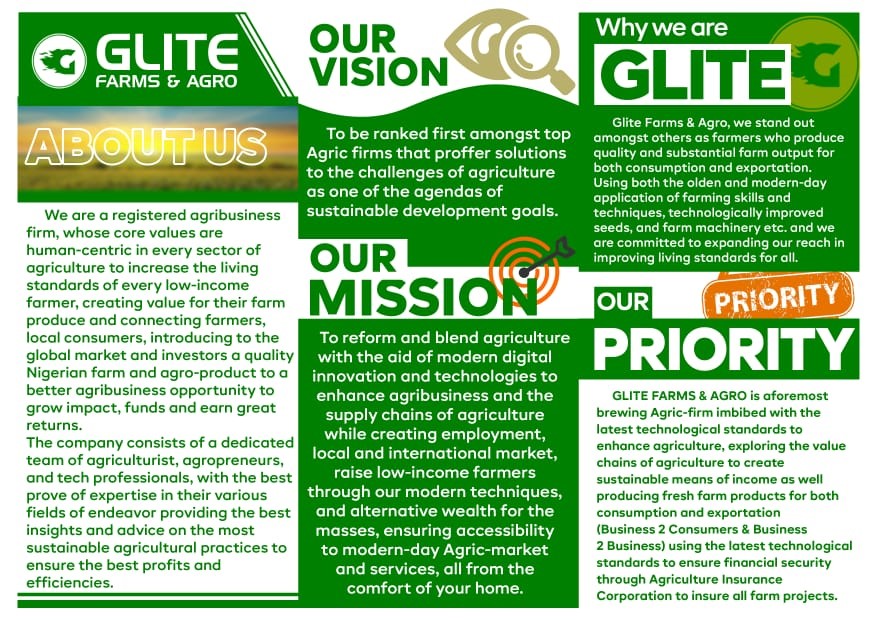 GLITE
FARMS & AGRO
ABOUT US
We are a registered agribusiness
firm, whose core values are
human-centric in every sector of
agriculture to increase the living
standards of every low-income
farmer, creating value for their farm
produce and connecting farmers,
local consumers, introducing to the
global market and investors a quality
Nigerian farm and agro-product to a
better agribusiness opportunity to
grow impact, funds and earn great
returns.
The company consists of a dedicated
team of agriculturist, agropreneurs,
and tech professionals, with the best
prove of expertise in their various
fields of endeavor providing the best
insights and advice on the most
sustainable agricultural practices to
ensure the best profits and
efficiencies.
OUR
VISION
To be ranked first amongst top
Agric firms that proffer solutions
to the challenges of agriculture
as one of the agendas of
sustainable development goals.
OUR
MISSION
To reform and blend agriculture
with the aid of modern digital
innovation and technologies to
enhance agribusiness and the
supply chains of agriculture
while creating employment,
local and international market,
raise low-income farmers
through our modern techniques,
and alternative wealth for the
masses, ensuring accessibility
to modern-day Agric-market
and services, all from the
comfort of your home.
Why we are
GLITE
G
Glite Farms & Agro, we stand out
amongst others as farmers who produce
quality and substantial farm output for
both consumption and exportation.
Using both the olden and modern-day
application of farming skills and
techniques, technologically improved
seeds, and farm machinery etc. and we
are committed to expanding our reach in
improving living standards for all.
OUR
PRIORITY
PRIORITY
GLITE FARMS & AGRO is aforemost
brewing Agric-firm imbibed with the
latest technological standards to
enhance agriculture, exploring the value
chains of agriculture to create
sustainable means of income as well
producing fresh farm products for both
consumption and exportation
(Business 2 Consumers & Business
2 Business) using the latest technological
standards to ensure financial security
through Agriculture Insurance
Corporation to insure all farm projects.